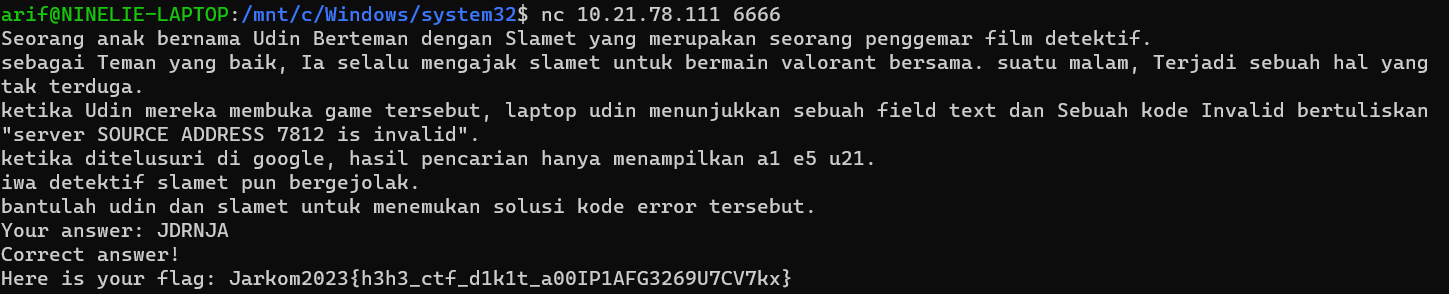 arif@NINELIE-LAPTOP:/mnt/c/Windows/system32$ nc 10.21.78.111 6666
Seorang anak bernama Udin Berteman dengan Slamet yang merupakan seorang penggemar film detektif.
sebagai Teman yang baik, Ia selalu mengajak slamet untuk bermain valorant bersama. suatu malam, Terjadi sebuah hal yang
tak terduga.
ketika Udin mereka membuka game tersebut, laptop udin menunjukkan sebuah field text dan Sebuah kode Invalid bertuliskan
"server SOURCE ADDRESS 7812 is invalid".
ketika ditelusuri di google, hasil pencarian hanya menampilkan a1 e5 u21.
iwa detektif slamet pun bergejolak.
bantulah udin dan slamet untuk menemukan solusi kode error tersebut.
Your answer: JDRNJA
Correct answer!
Here is your flag: Jarkom2023{h3h3_ctf_d1k1t_a00IP1AFG3269U7CV7kx}